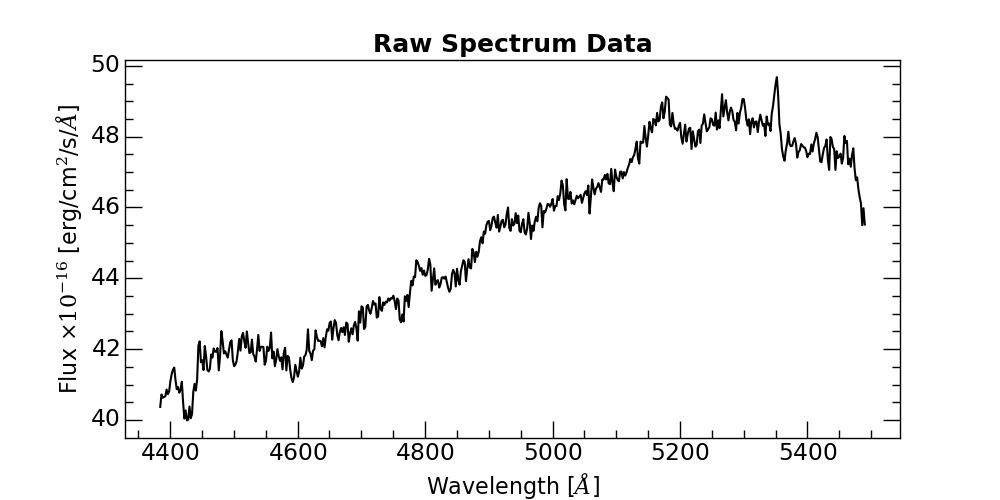 Raw Spectrum Data
Flux ×10⁻¹⁶ [erg/cm²/s/Å]
50
48
46
44
42
40
4400 4600 4800 5000 5200 5400
Wavelength [Å]